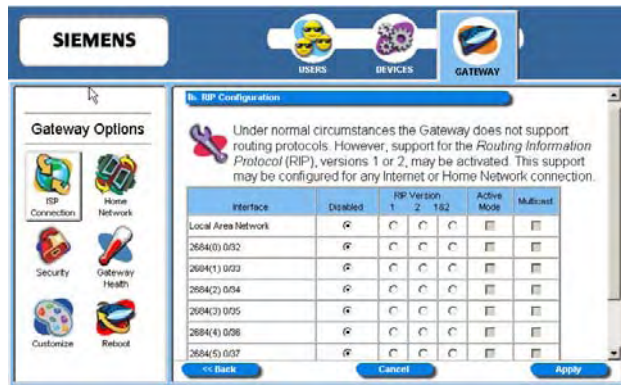 SIEMENS
USERS
DEVICES
GATEWAY
Gateway Options
ISP Connection
Home Network
Security
Gateway Health
Customize
Reboot
RIP Configuration
Under normal circumstances the Gateway does not support
routing protocols. However, support for the Routing Information
Protocol (RIP), versions 1 or 2, may be activated. This support
may be configured for any Internet or Home Network connection.
Interface Disabled RIP Version 1 2 1&2 Active Mode Multicast
Local Area Network
2684(0) 0/32
2684(1) 0/33
2684(2) 0/34
2684(3) 0/35
2684(4) 0/36
2684(5) 0/37
<< Back Cancel Apply